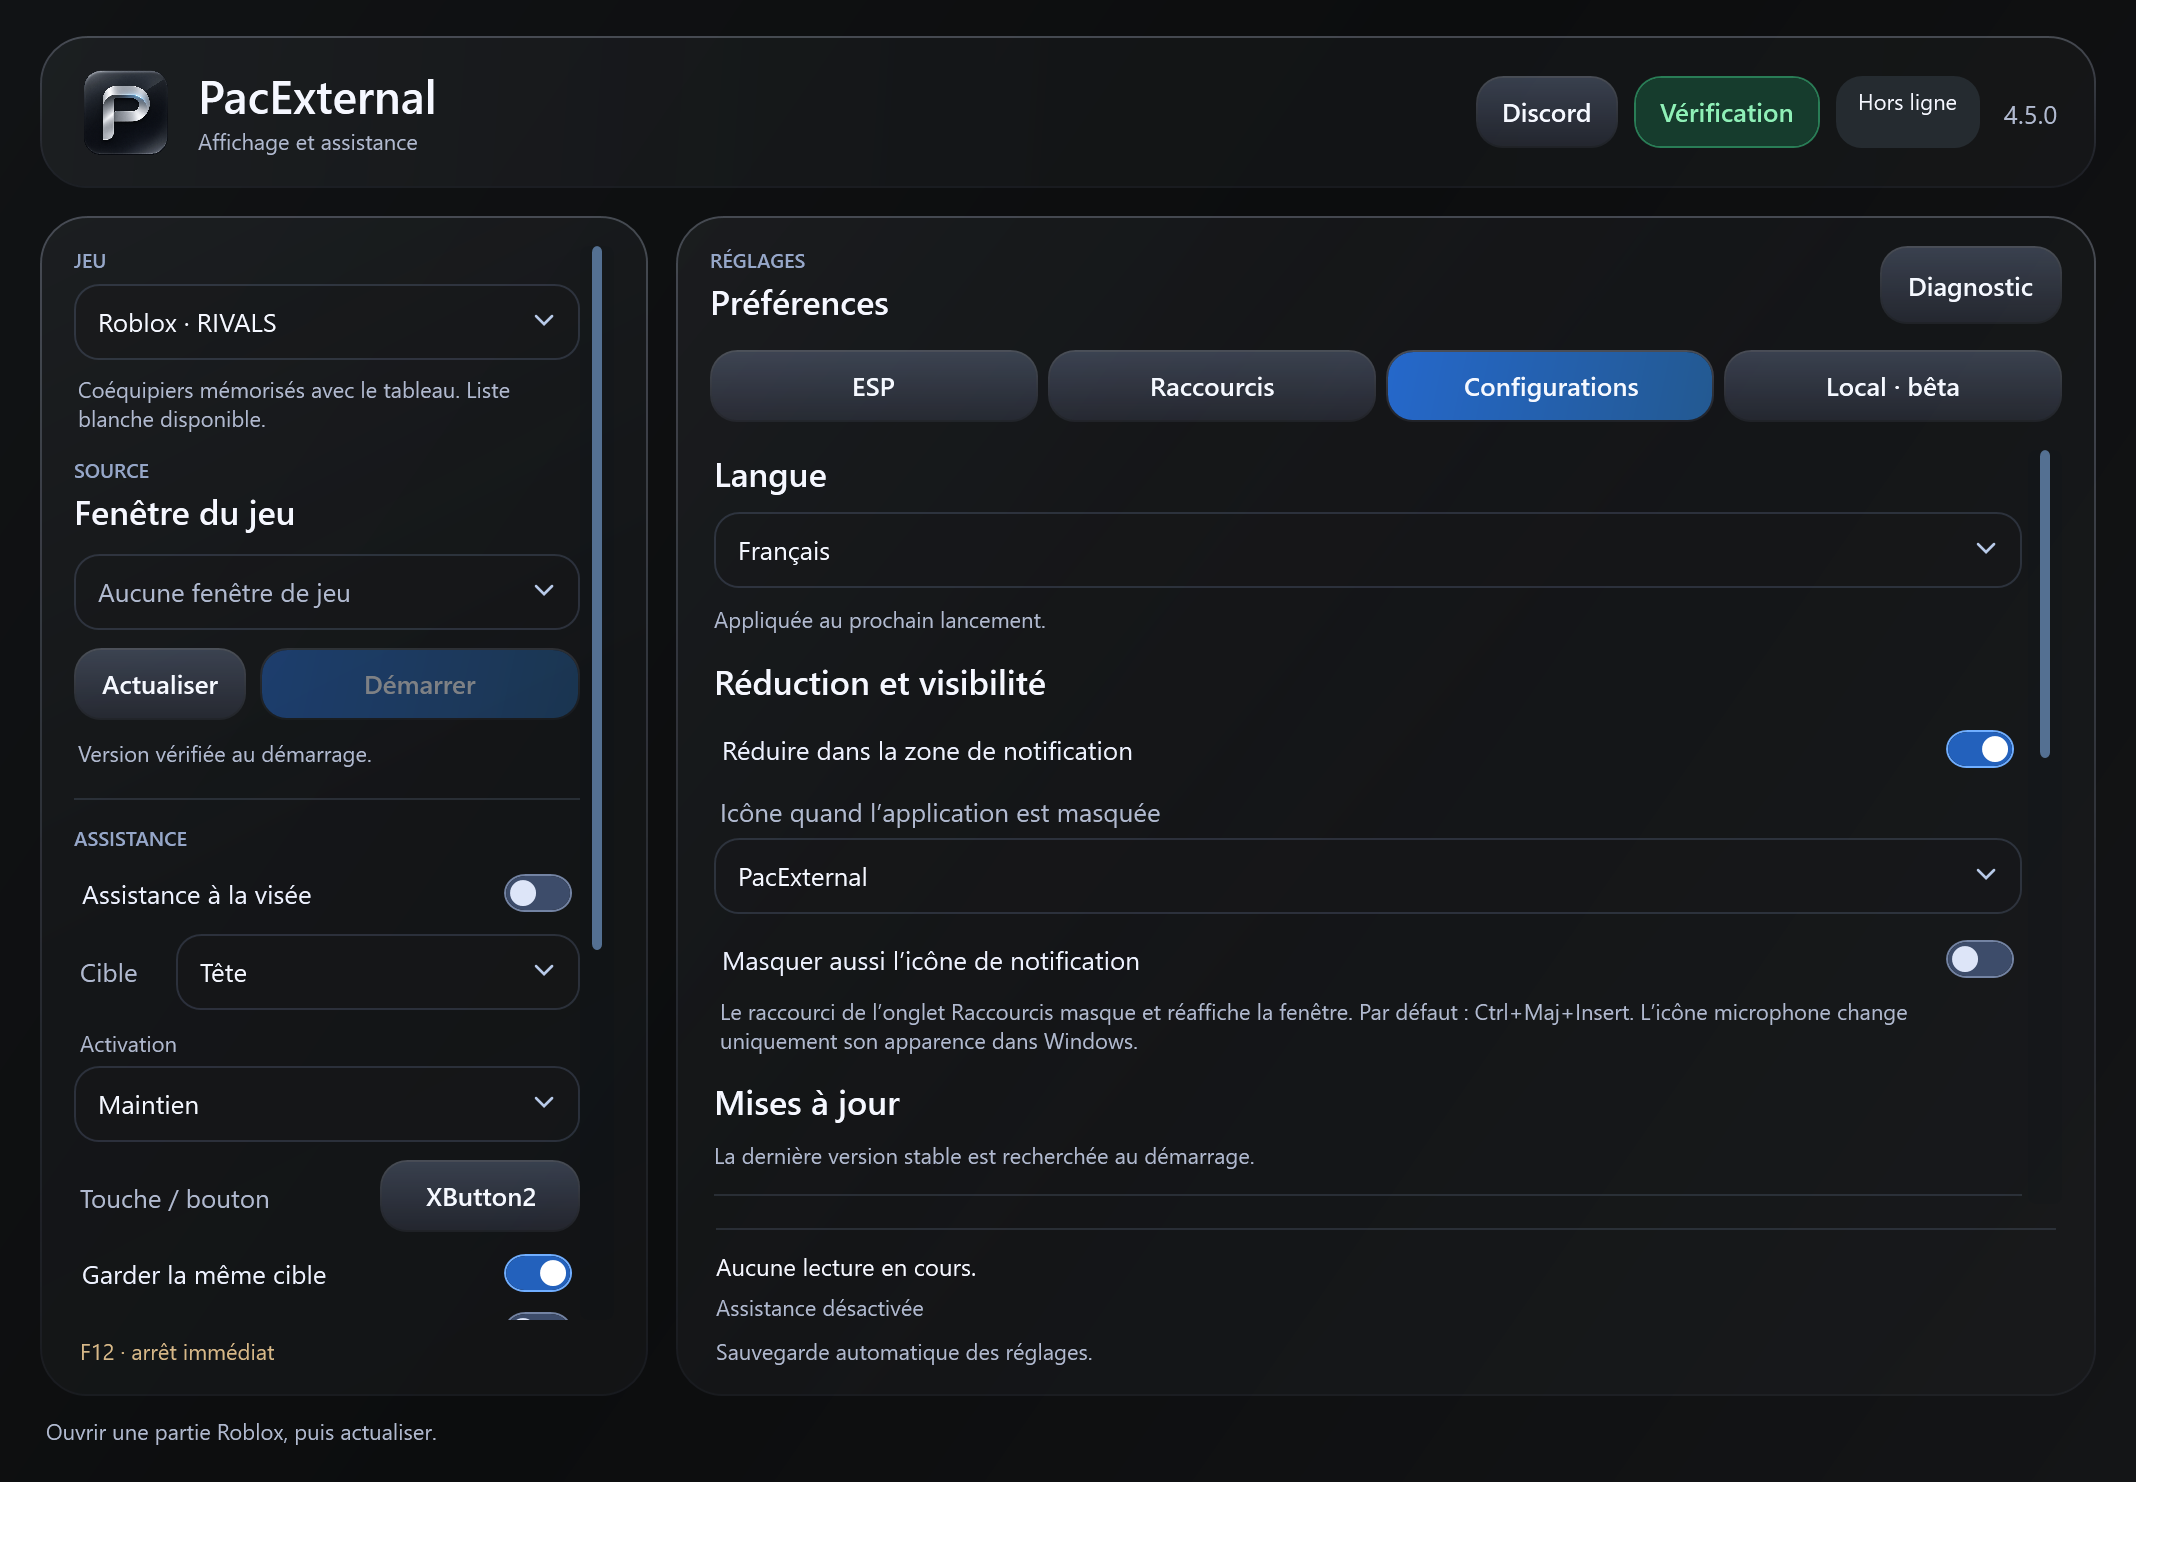 PacExternal
Affichage et assistance
Discord
Vérification
Hors ligne
4.5.0
JEU
Roblox · RIVALS
Coéquipiers mémorisés avec le tableau. Liste
blanche disponible.
SOURCE
Fenêtre du jeu
Aucune fenêtre de jeu
Actualiser
Démarrer
Version vérifiée au démarrage.
ASSISTANCE
Assistance à la visée
Cible
Tête
Activation
Maintien
Touche / bouton
XButton2
Garder la même cible
F12 · arrêt immédiat
RÉGLAGES
Préférences
Diagnostic
ESP
Raccourcis
Configurations
Local · bêta
Langue
Français
Appliquée au prochain lancement.
Réduction et visibilité
Réduire dans la zone de notification
Icône quand l’application est masquée
PacExternal
Masquer aussi l’icône de notification
Le raccourci de l’onglet Raccourcis masque et réaffiche la fenêtre. Par défaut : Ctrl+Maj+Insert. L’icône microphone change
uniquement son apparence dans Windows.
Mises à jour
La dernière version stable est recherchée au démarrage.
Aucune lecture en cours.
Assistance désactivée
Sauvegarde automatique des réglages.
Ouvrir une partie Roblox, puis actualiser.